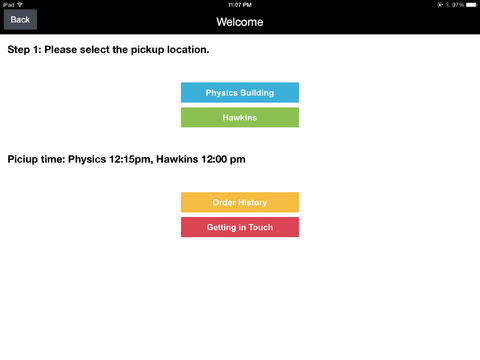 iPad 11:07 PM 97%
Back
Welcome
Step 1: Please select the pickup location.
Physics Building
Hawkins
Piciup time: Physics 12:15pm, Hawkins 12:00 pm
Order History
Getting in Touch